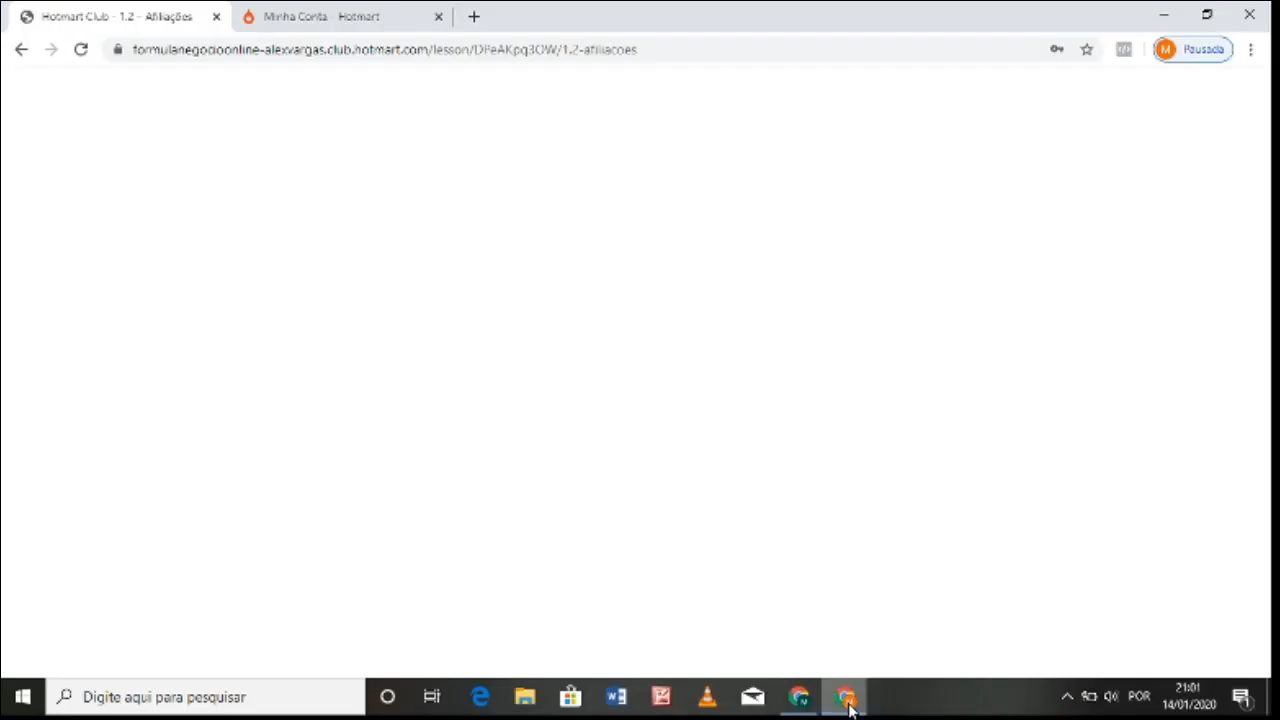 Hotmart Club - 1.2 – Afiliações
Minha Conta - Hotmart
formulanegocioonline-alexvargas.club.hotmart.com/lesson/DPeAKpq3OW/1.2-afiliacoes
M Pausada
Digite aqui para pesquisar
POR
21:01
14/01/2020
1